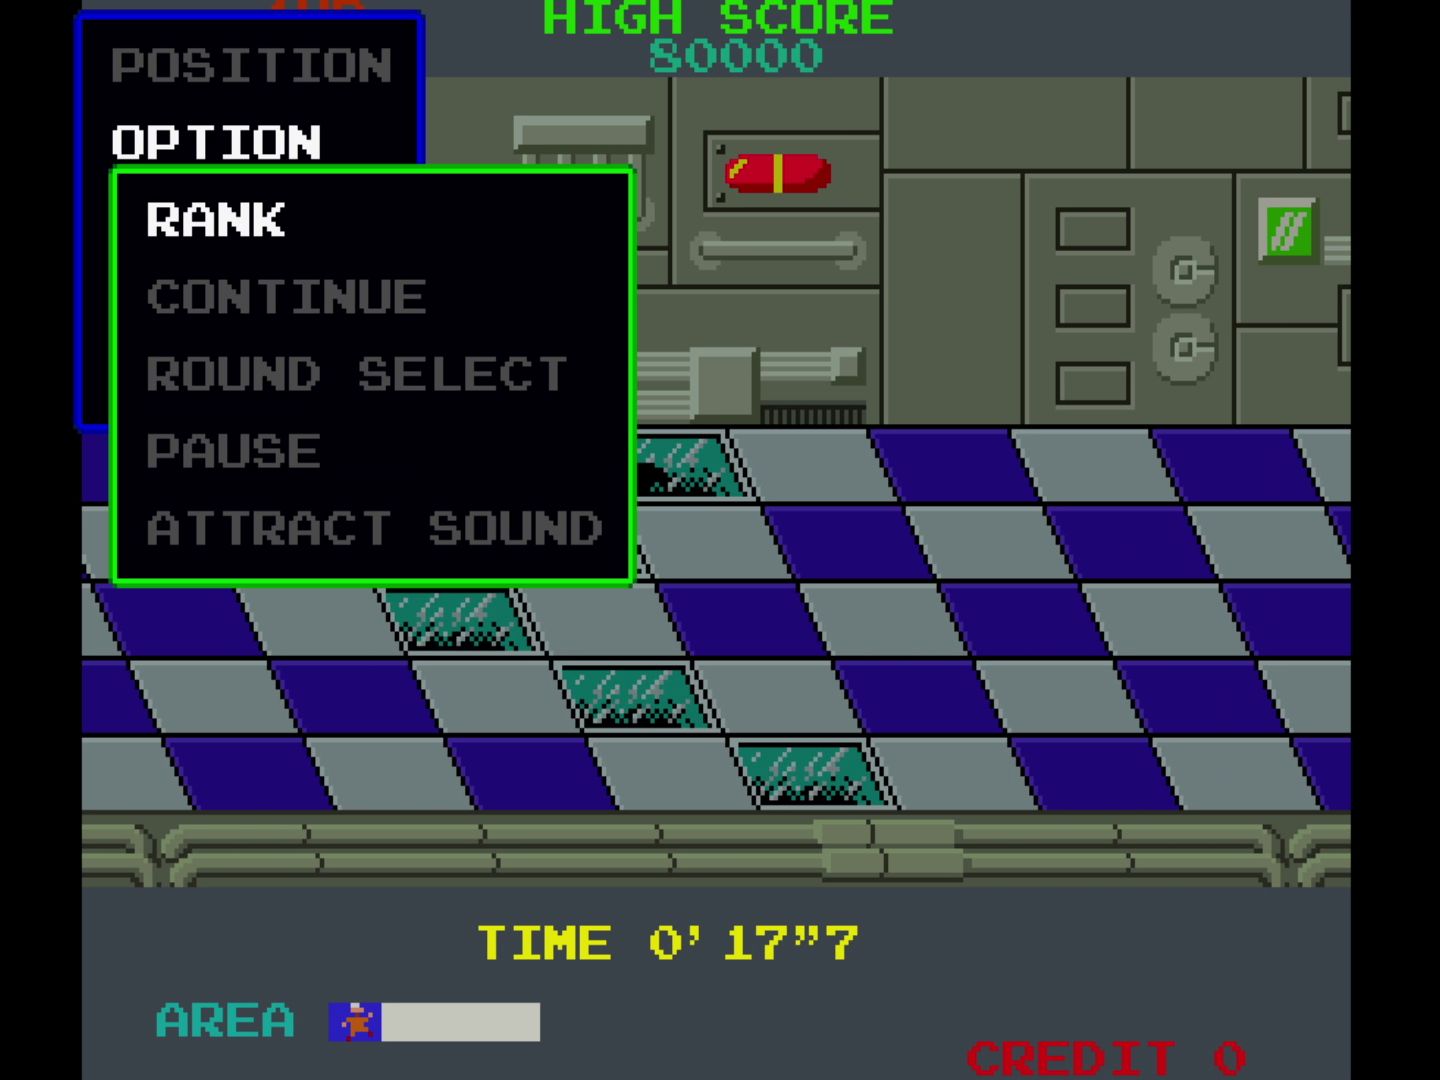 1UP
HIGH SCORE
80000
POSITION
OPTION
RANK
CONTINUE
ROUND SELECT
PAUSE
ATTRACT SOUND
TIME 0'17"7
AREA
CREDIT 0